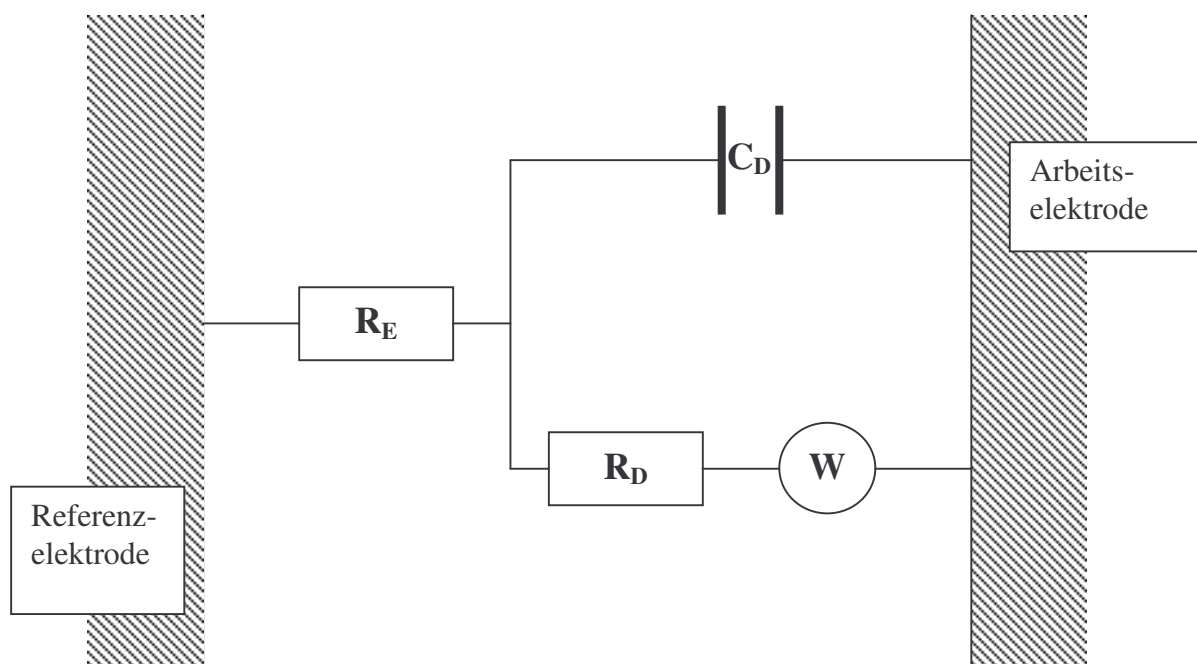 C_D
Arbeits-
elektrode
R_E
R_D
W
Referenz-
elektrode